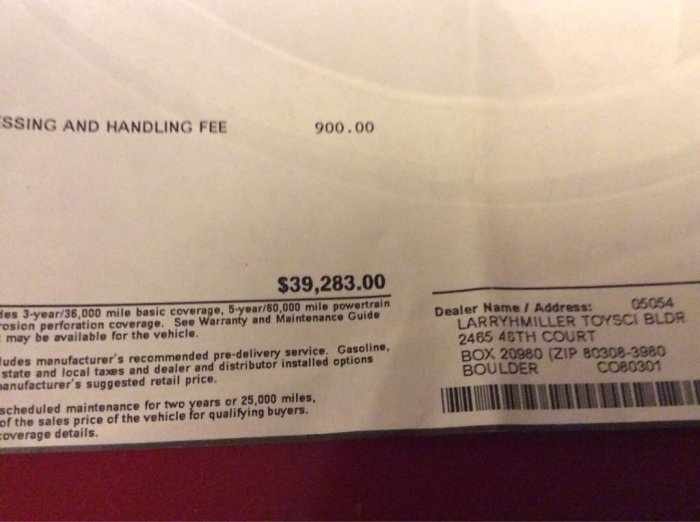 ESSING AND HANDLING FEE 900.00
$39,283.00
des 3-year/36,000 mile basic coverage, 5-year/60,000 mile powertrain
rosion perforation coverage. See Warranty and Maintenance Guide
t may be available for the vehicle.
ludes manufacturer's recommended pre-delivery service. Gasoline,
state and local taxes and dealer and distributor installed options
anufacturer's suggested retail price.
scheduled maintenance for two years or 25,000 miles,
of the sales price of the vehicle for qualifying buyers.
coverage details.
Dealer Name / Address: 05054
LARRYHMILLER TOYSCI BLDR
2465 48TH COURT
BOX 20980 (ZIP 80308-3980
BOULDER CO80301